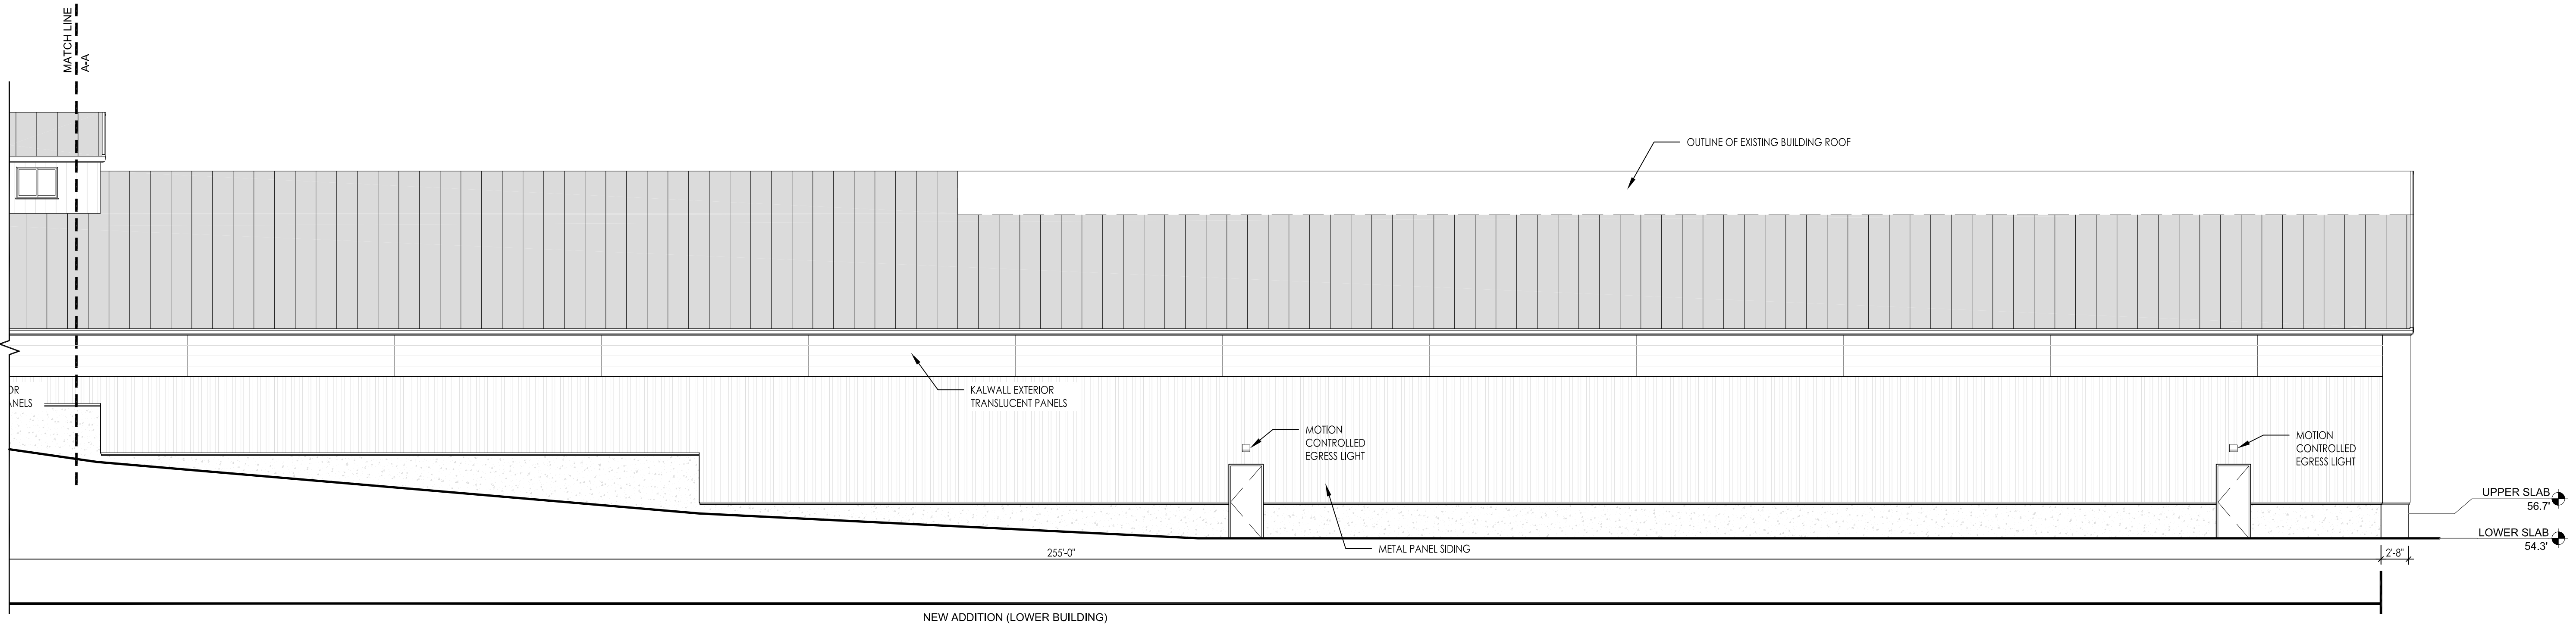 MATCH LINE
A-A
OUTLINE OF EXISTING BUILDING ROOF
OR
ANELS
KALWALL EXTERIOR
TRANSLUCENT PANELS
MOTION
CONTROLLED
EGRESS LIGHT
MOTION
CONTROLLED
EGRESS LIGHT
UPPER SLAB
56.7'
LOWER SLAB
54.3'
METAL PANEL SIDING
255'-0"
2'-8"
NEW ADDITION (LOWER BUILDING)